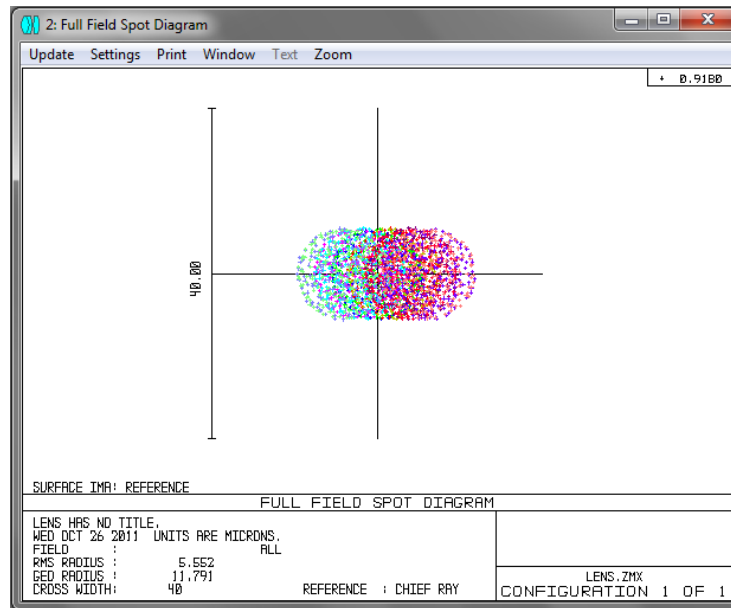 2: Full Field Spot Diagram
Update Settings Print Window Text Zoom
+ 0.9180
40.00
SURFACE IMA: REFERENCE
FULL FIELD SPOT DIAGRAM
LENS HAS NO TITLE.
WED OCT 26 2011 UNITS ARE MICRONS.
FIELD : ALL
RMS RADIUS : 5.552
GEO RADIUS : 11.791
CROSS WIDTH: 40 REFERENCE : CHIEF RAY
LENS.ZMX
CONFIGURATION 1 OF 1